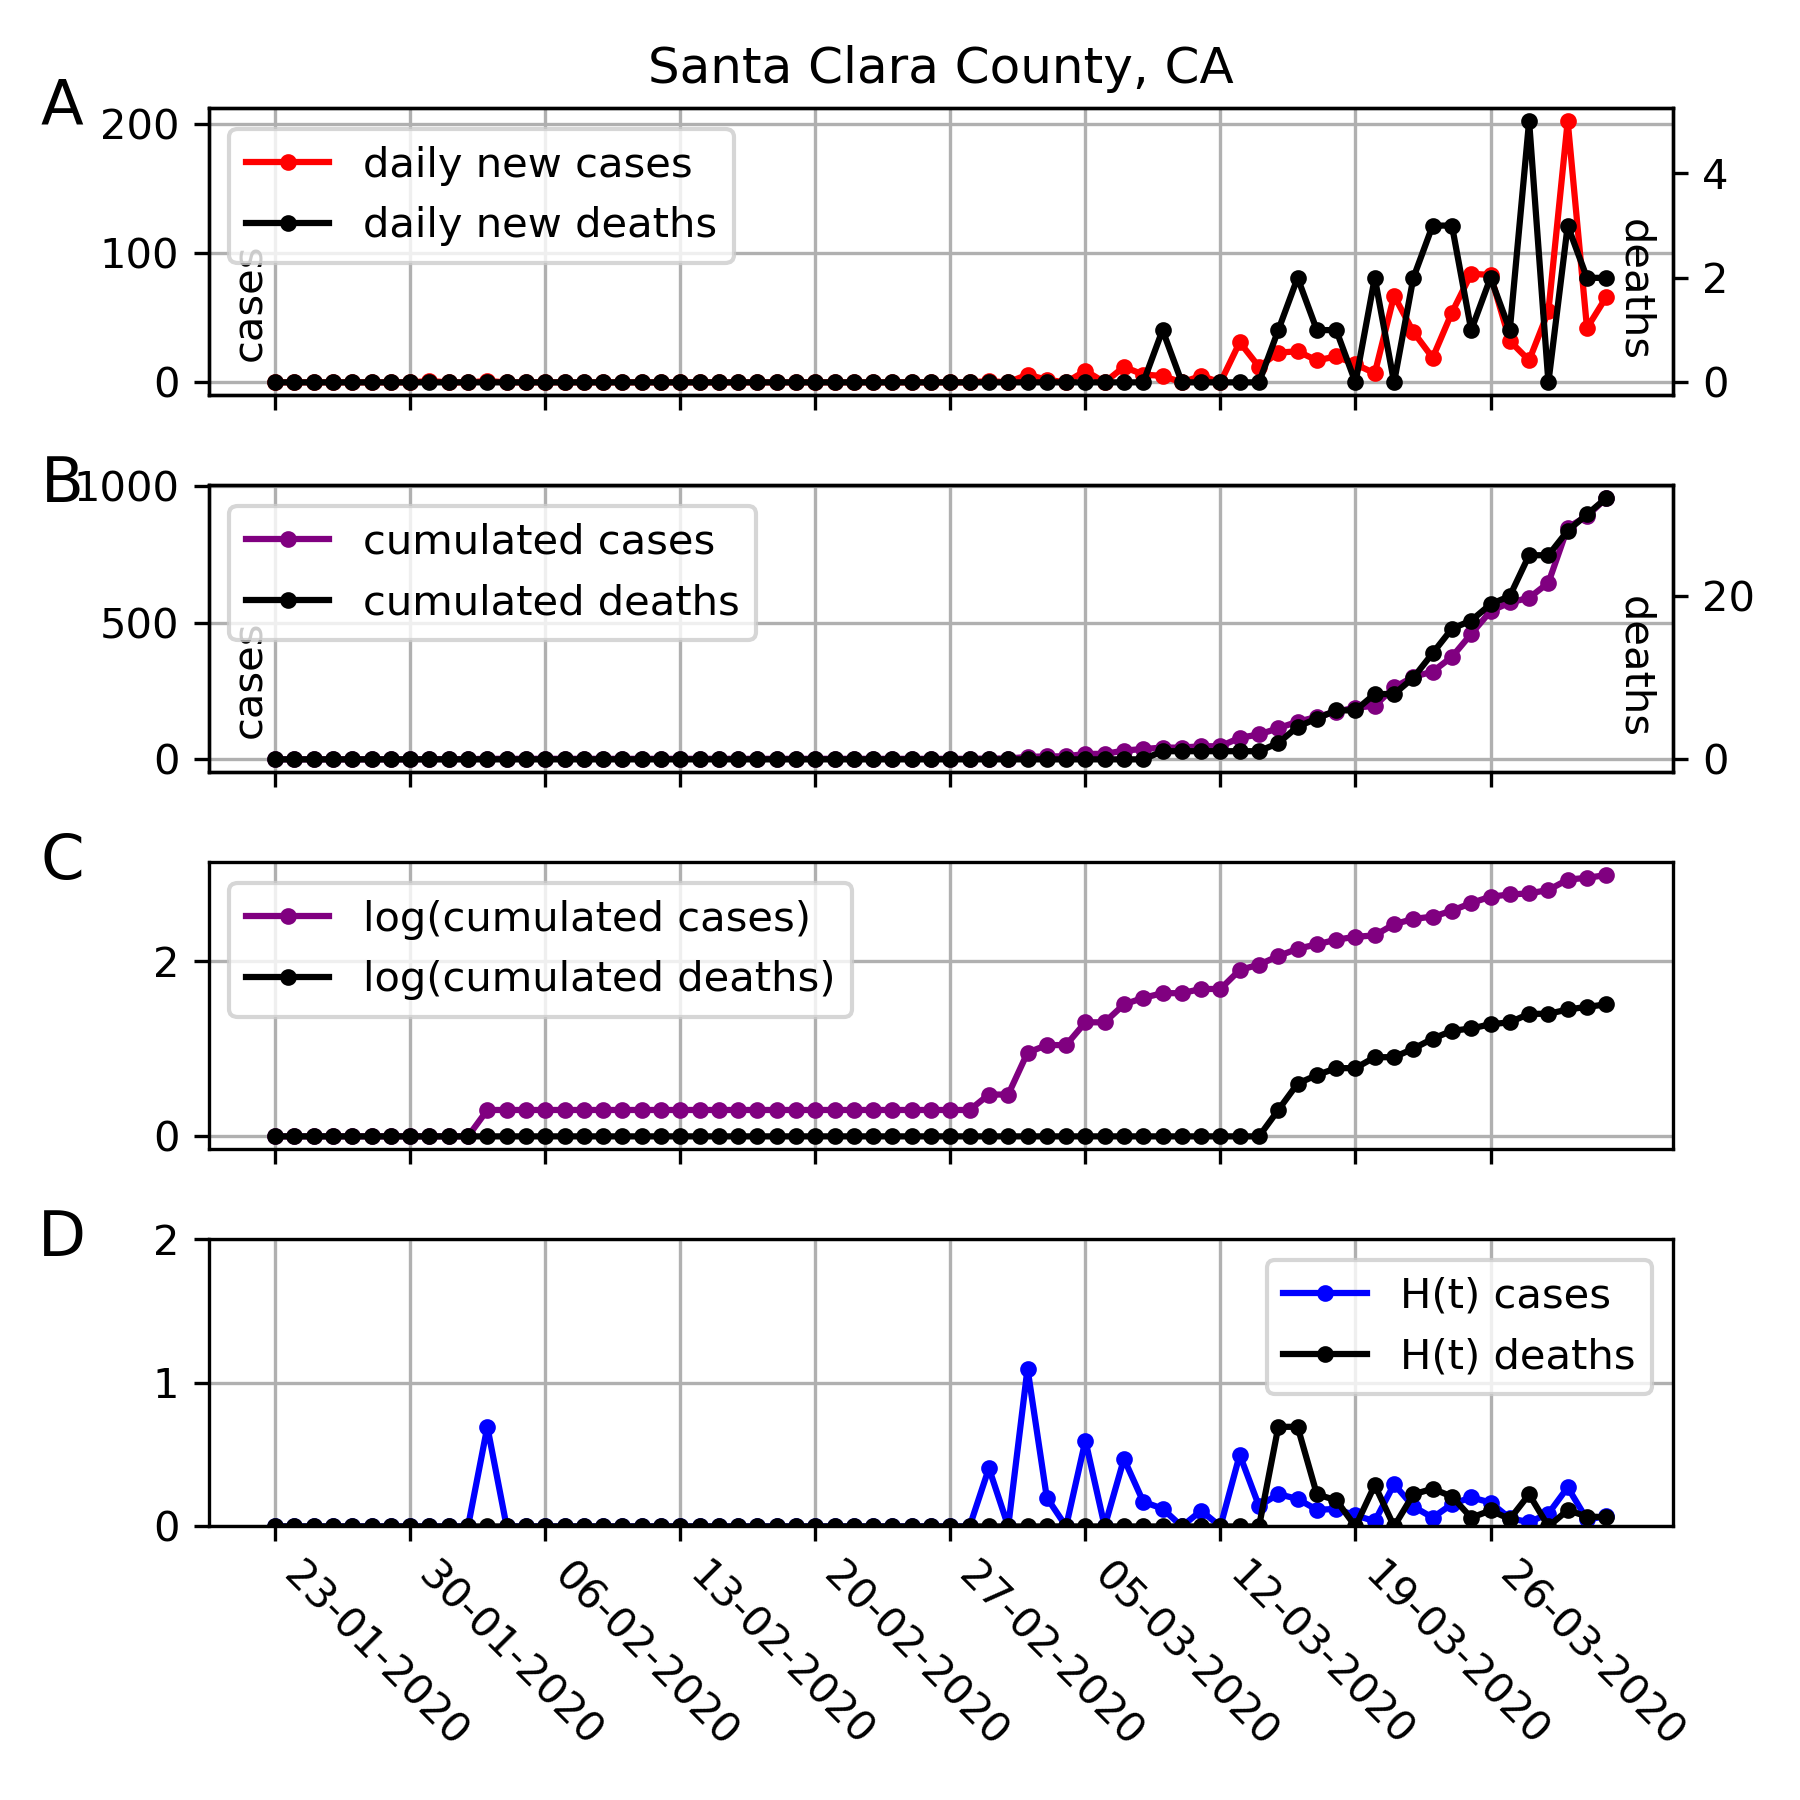 Santa Clara County, CA
A
200
100
0
cases
daily new cases
daily new deaths
4
2
0
deaths
B
1000
500
0
cases
cumulated cases
cumulated deaths
20
0
deaths
C
2
0
log(cumulated cases)
log(cumulated deaths)
D
2
1
0
H(t) cases
H(t) deaths
23-01-2020
30-01-2020
06-02-2020
13-02-2020
20-02-2020
27-02-2020
05-03-2020
12-03-2020
19-03-2020
26-03-2020